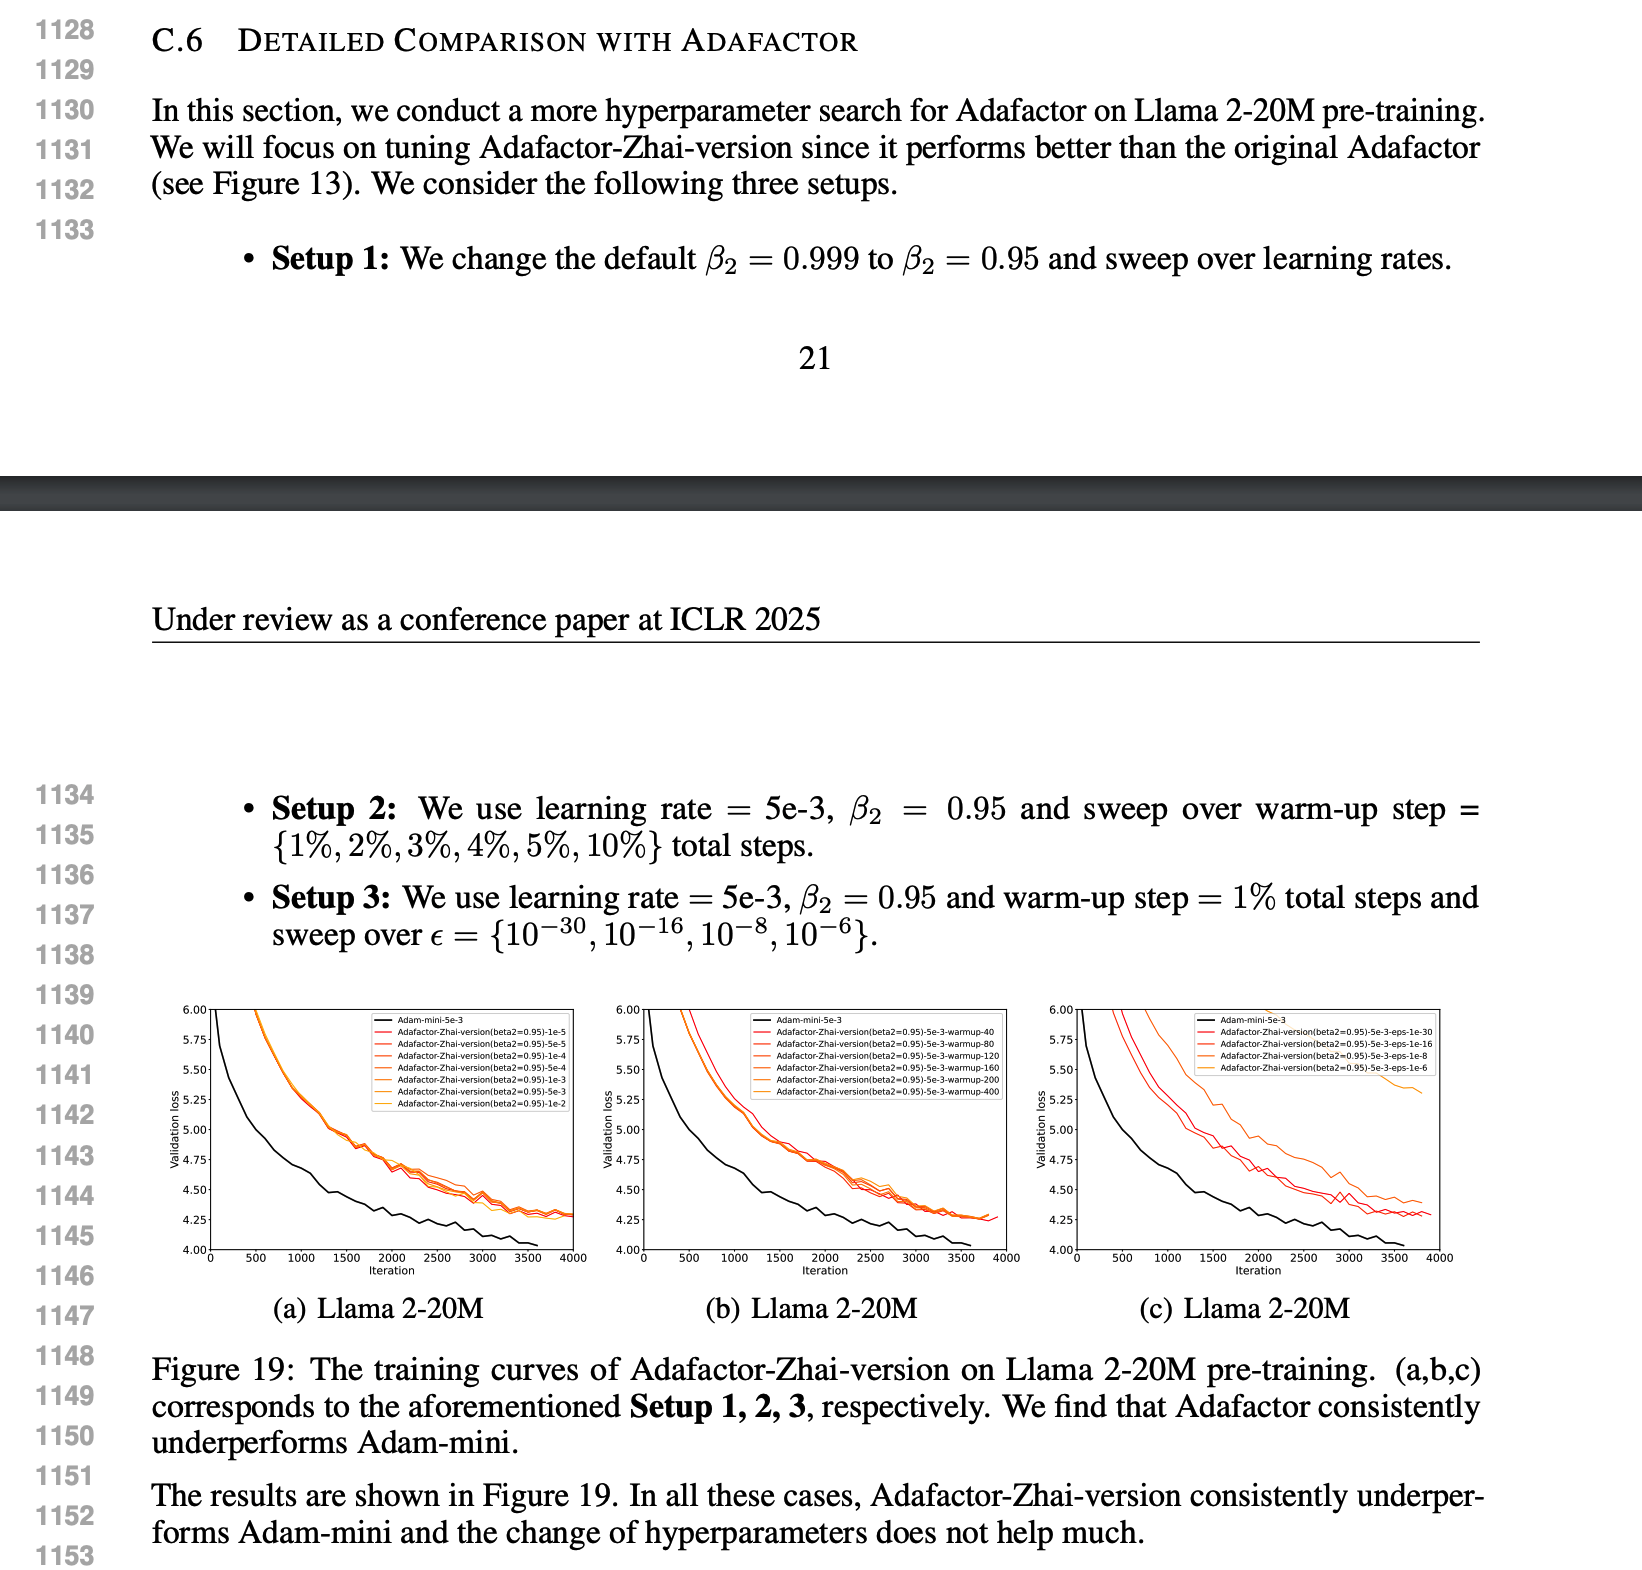 1128
C.6 DETAILED COMPARISON WITH ADAFACTOR
1129
1130
In this section, we conduct a more hyperparameter search for Adafactor on Llama 2-20M pre-training.
1131
We will focus on tuning Adafactor-Zhai-version since it performs better than the original Adafactor
1132
(see Figure 13). We consider the following three setups.
1133
• Setup 1: We change the default β₂ = 0.999 to β₂ = 0.95 and sweep over learning rates.
21
Under review as a conference paper at ICLR 2025
1134
• Setup 2: We use learning rate = 5e-3, β₂ = 0.95 and sweep over warm-up step =
1135
{1%, 2%, 3%, 4%, 5%, 10%} total steps.
1136
• Setup 3: We use learning rate = 5e-3, β₂ = 0.95 and warm-up step = 1% total steps and
1137
sweep over ϵ = {10⁻³⁰, 10⁻¹⁶, 10⁻⁸, 10⁻⁶}.
1138
1139
1140
1141
1142
1143
1144
1145
1146
6.00
5.75
5.50
5.25
5.00
4.75
4.50
4.25
4.00
Validation loss
Adam-mini-5e-3
Adafactor-Zhai-version(beta2=0.95)-1e-5
Adafactor-Zhai-version(beta2=0.95)-5e-5
Adafactor-Zhai-version(beta2=0.95)-1e-4
Adafactor-Zhai-version(beta2=0.95)-5e-4
Adafactor-Zhai-version(beta2=0.95)-1e-3
Adafactor-Zhai-version(beta2=0.95)-5e-3
Adafactor-Zhai-version(beta2=0.95)-1e-2
0 500 1000 1500 2000 2500 3000 3500 4000
Iteration
6.00
5.75
5.50
5.25
5.00
4.75
4.50
4.25
4.00
Validation loss
Adam-mini-5e-3
Adafactor-Zhai-version(beta2=0.95)-5e-3-warmup-40
Adafactor-Zhai-version(beta2=0.95)-5e-3-warmup-80
Adafactor-Zhai-version(beta2=0.95)-5e-3-warmup-120
Adafactor-Zhai-version(beta2=0.95)-5e-3-warmup-160
Adafactor-Zhai-version(beta2=0.95)-5e-3-warmup-200
Adafactor-Zhai-version(beta2=0.95)-5e-3-warmup-400
0 500 1000 1500 2000 2500 3000 3500 4000
Iteration
6.00
5.75
5.50
5.25
5.00
4.75
4.50
4.25
4.00
Validation loss
Adam-mini-5e-3
Adafactor-Zhai-version(beta2=0.95)-5e-3-eps-1e-30
Adafactor-Zhai-version(beta2=0.95)-5e-3-eps-1e-16
Adafactor-Zhai-version(beta2=0.95)-5e-3-eps-1e-8
Adafactor-Zhai-version(beta2=0.95)-5e-3-eps-1e-6
0 500 1000 1500 2000 2500 3000 3500 4000
Iteration
1147
(a) Llama 2-20M
(b) Llama 2-20M
(c) Llama 2-20M
1148
Figure 19: The training curves of Adafactor-Zhai-version on Llama 2-20M pre-training. (a,b,c)
1149
corresponds to the aforementioned Setup 1, 2, 3, respectively. We find that Adafactor consistently
1150
underperforms Adam-mini.
1151
The results are shown in Figure 19. In all these cases, Adafactor-Zhai-version consistently underper-
1152
forms Adam-mini and the change of hyperparameters does not help much.
1153